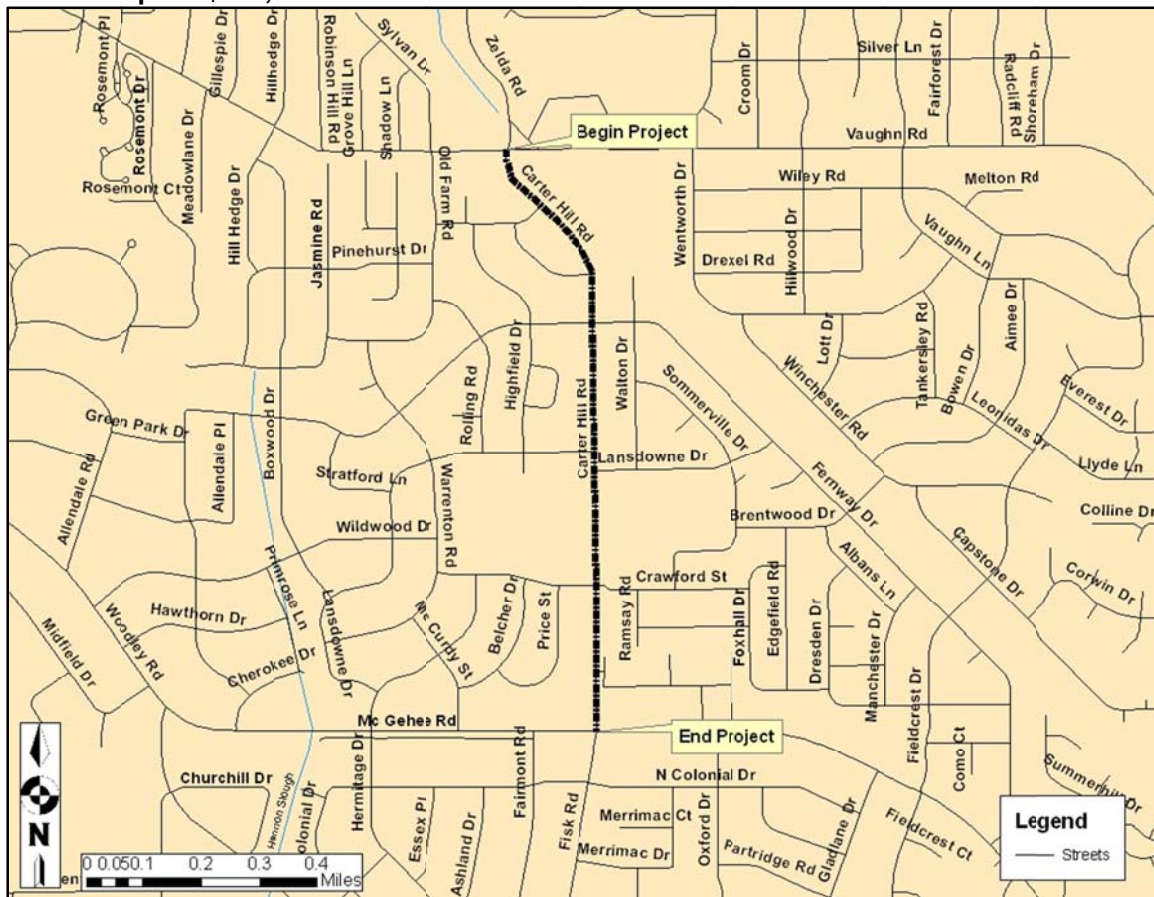 Rosemont Pl
Gillespie Dr
Hillhedge Dr
Robinson Hill Rd
Grove Hill Ln
Sylvan Dr
Shadow Ln
Zelda Rd
Croom Dr
Silver Ln
Fairforest Dr
Radcliff Rd
Shoreham Dr
Rosemont Dr
Meadowlane Dr
Begin Project
Vaughn Rd
Rosemont Ct
Hill Hedge Dr
Jasmine Rd
Old Farm Rd
Carter Hill Rd
Wentworth Dr
Wiley Rd
Melton Rd
Pinehurst Dr
Drexel Rd
Hillwood Dr
Vaughn Ln
Highfield Dr
Rolling Rd
Walton Dr
Carter Hill Rd
Sommerville Dr
Winchester Rd
Lott Dr
Tankersley Rd
Bowen Dr
Aimee Dr
Everest Dr
Leonidas Dr
Llyde Ln
Green Park Dr
Allendale Pl
Boxwood Dr
Allendale Rd
Stratford Ln
Warrenton Rd
Lansdowne Dr
Fernway Dr
Colline Dr
Wildwood Dr
Brentwood Dr
Albans Ln
Capstone Dr
Corwin Dr
Primrose Ln
Lansdowne Dr
Hawthorn Dr
Woodley Rd
Midfield Dr
Cherokee Dr
Mc Curdy St
Belcher Dr
Price St
Crawford St
Ramsay Rd
Foxhall Dr
Edgefield Rd
Dresden Dr
Manchester Dr
Fieldcrest Dr
Mc Gehee Rd
End Project
Como Ct
Churchill Dr
Hermitage Dr
Fairmont Rd
N Colonial Dr
Summerhill Dr
Hannon Slough
olonial Dr
Essex Pl
Ashland Dr
Fisk Rd
Merrimac Ct
Merrimac Dr
Oxford Dr
Partridge Rd
Gladlane Dr
Fieldcrest Ct
N
0 0.050.1 0.2 0.3 0.4
Miles
en
Legend
Streets